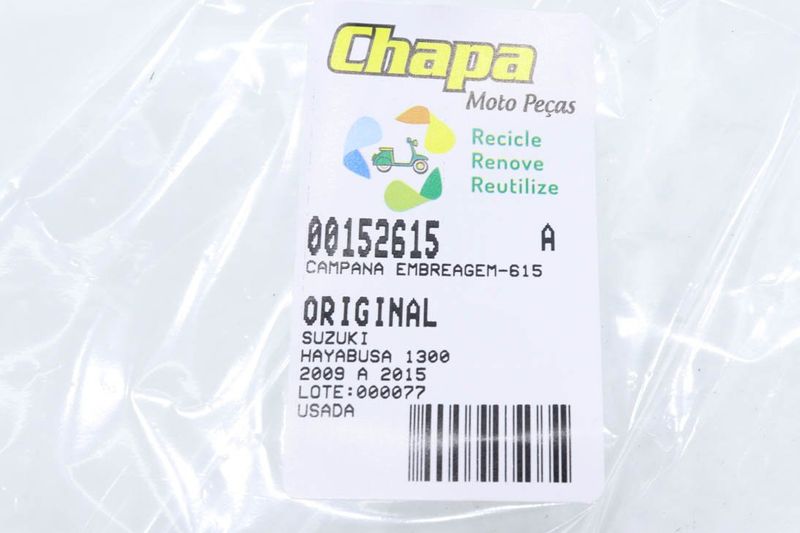 Chapa
Moto Peças
Recicle
Renove
Reutilize
00152615 A
CAMPANA EMBREAGEM-615
ORIGINAL
SUZUKI
HAYABUSA 1300
2009 A 2015
LOTE:000077
USADA